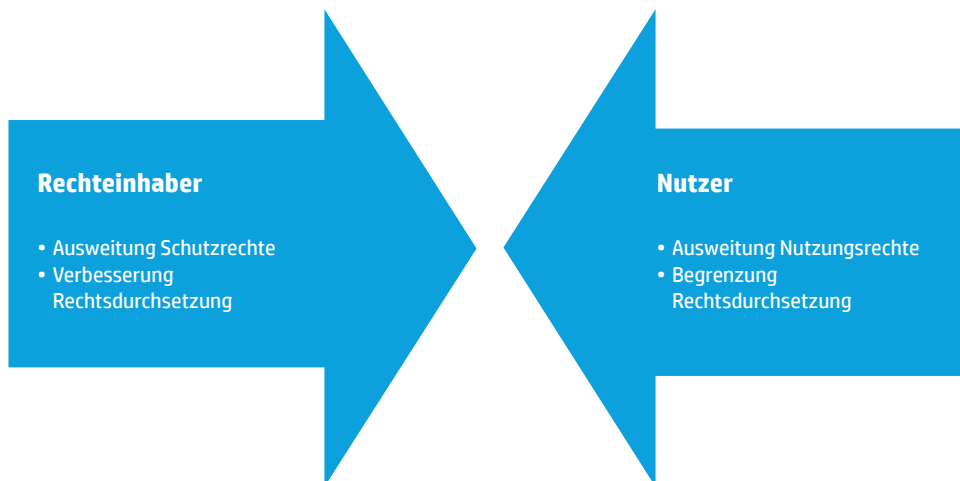 Rechteinhaber
• Ausweitung Schutzrechte
• Verbesserung
Rechtsdurchsetzung
Nutzer
• Ausweitung Nutzungsrechte
• Begrenzung
Rechtsdurchsetzung